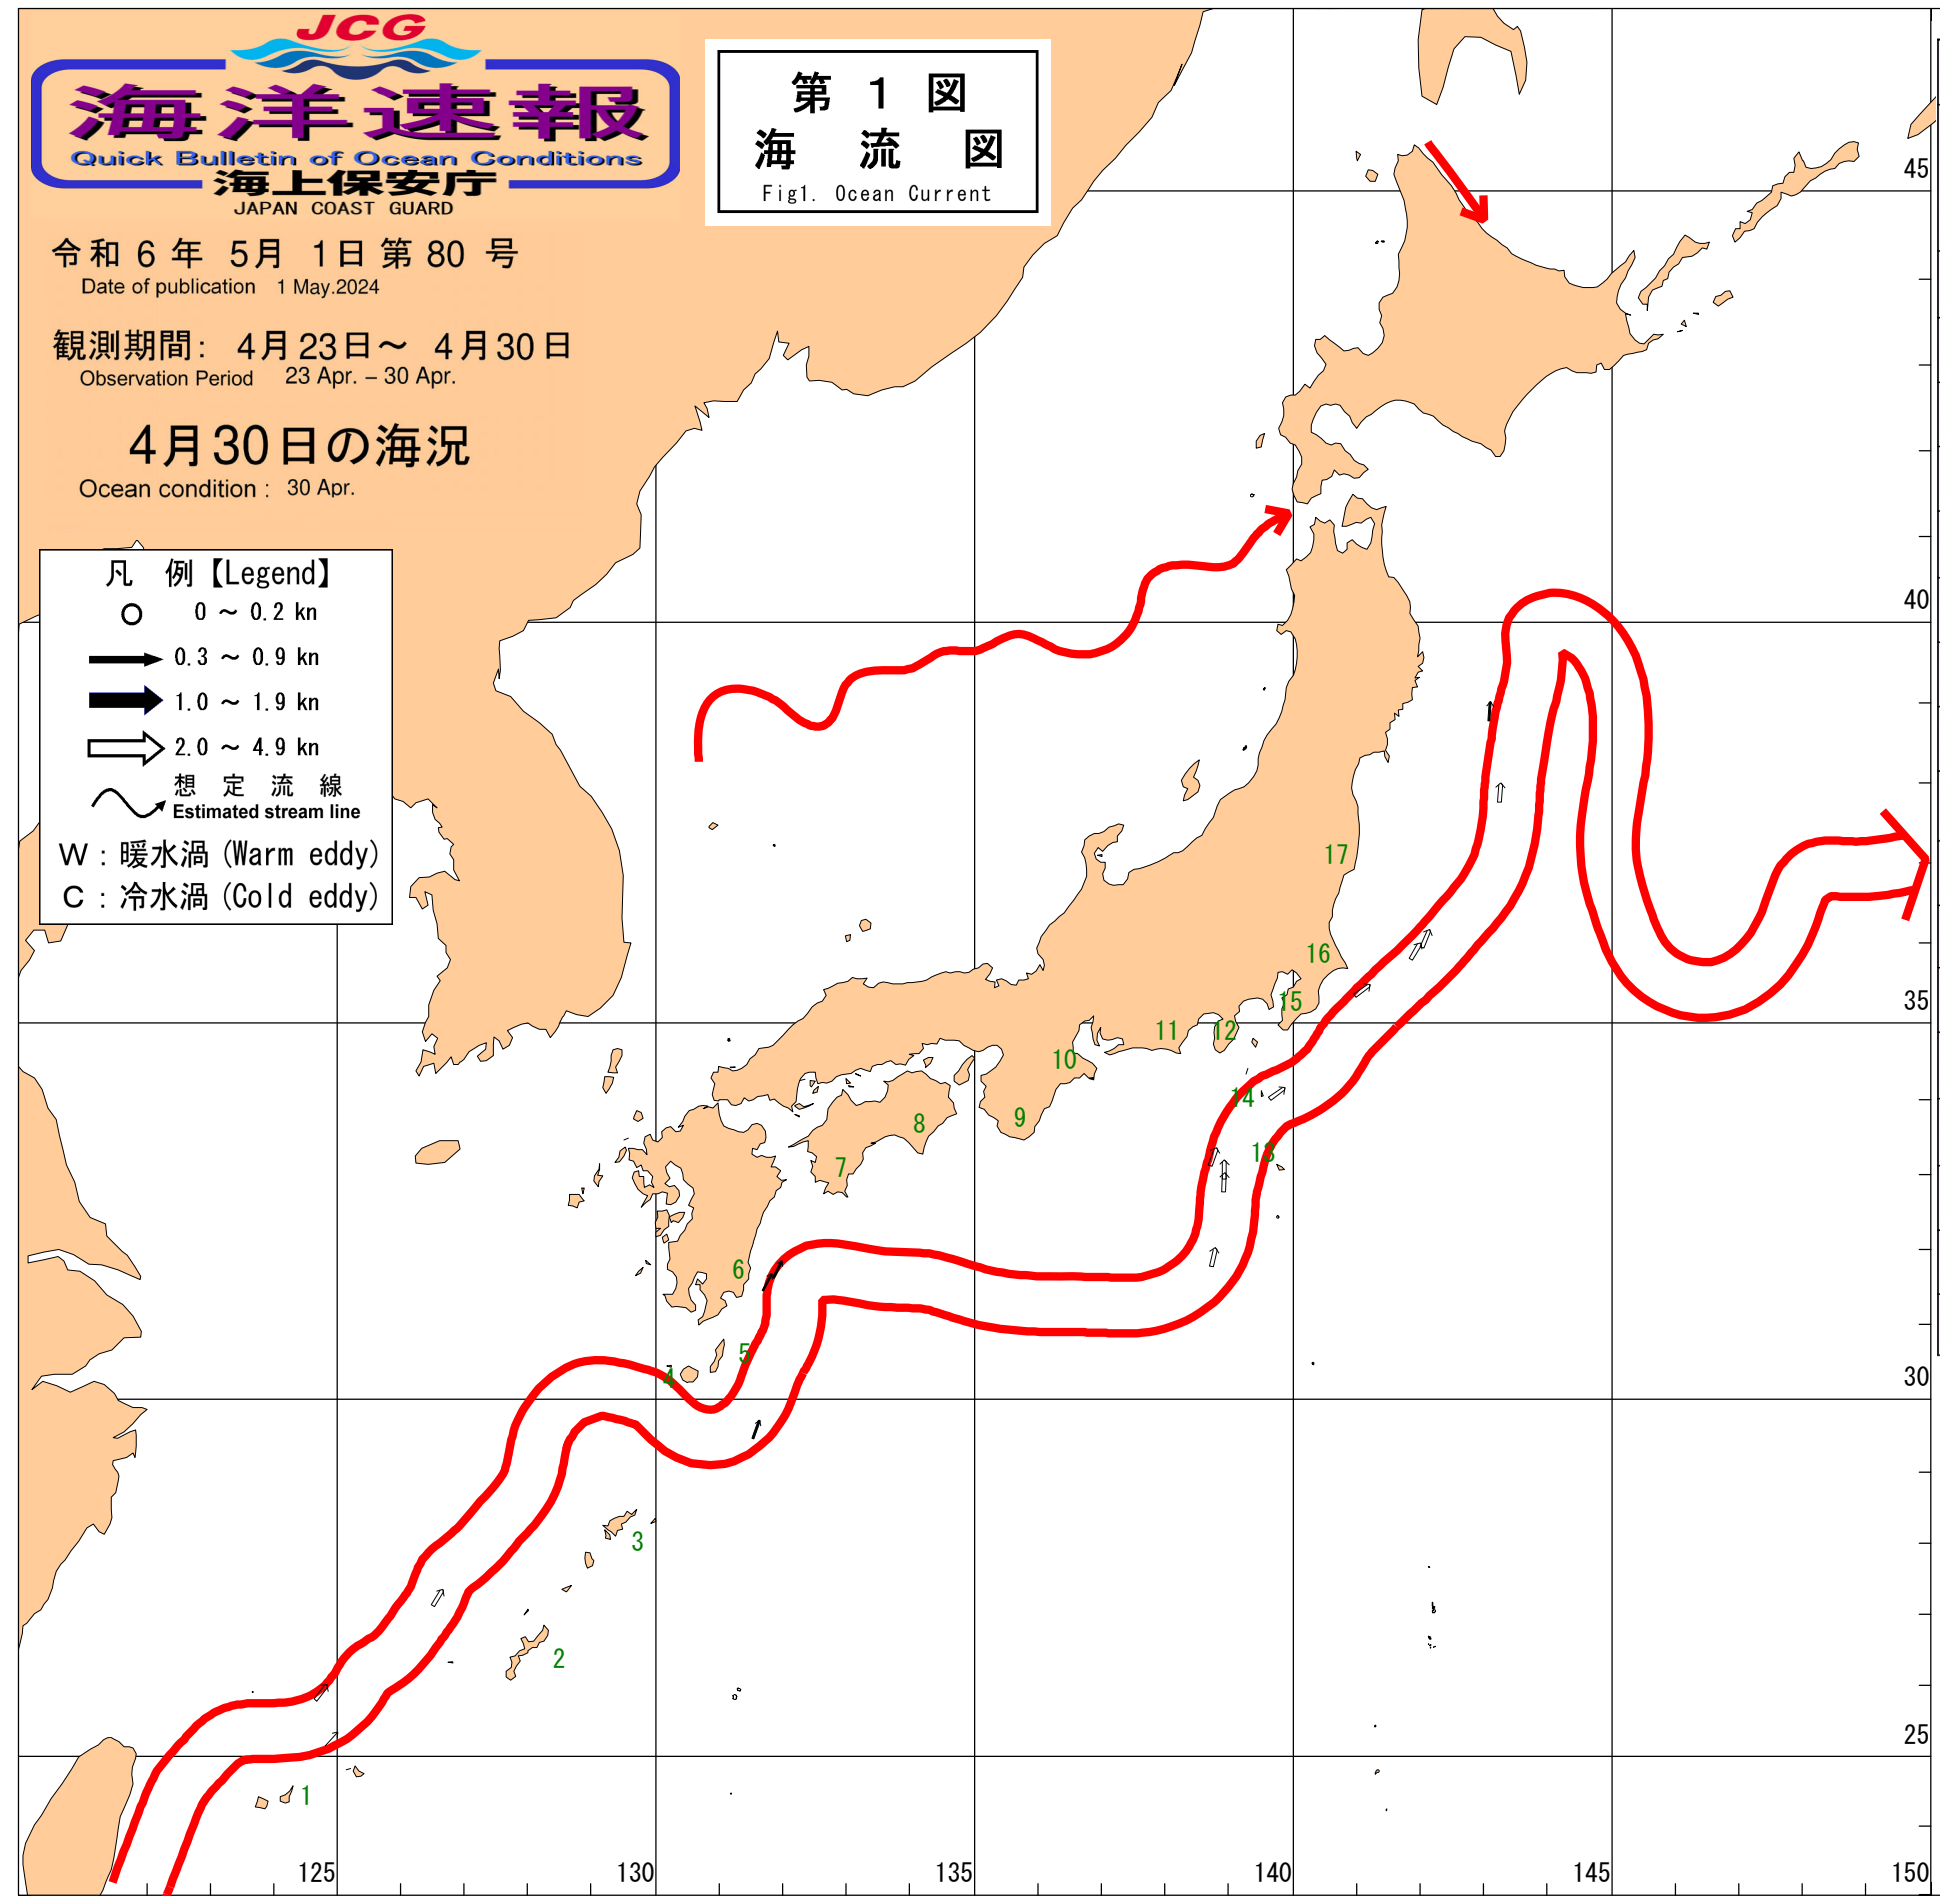 JCG
海洋速報
Quick Bulletin of Ocean Conditions
海上保安庁
JAPAN COAST GUARD
令和 6 年 5月 1日 第 80 号
Date of publication 1 May.2024
観測期間: 4月23日～ 4月30日
Observation Period 23 Apr. – 30 Apr.
4月30日の海況
Ocean condition : 30 Apr.
第 1 図
海 流 図
Fig1. Ocean Current
凡 例【Legend】
0 ～ 0.2 kn
0.3 ～ 0.9 kn
1.0 ～ 1.9 kn
2.0 ～ 4.9 kn
想 定 流 線
Estimated stream line
W : 暖水渦 (Warm eddy)
C : 冷水渦 (Cold eddy)
45
40
17
16
35
15
11
12
10
14
9
8
13
7
6
5
4
30
3
2
25
1
125
130
135
140
145
150